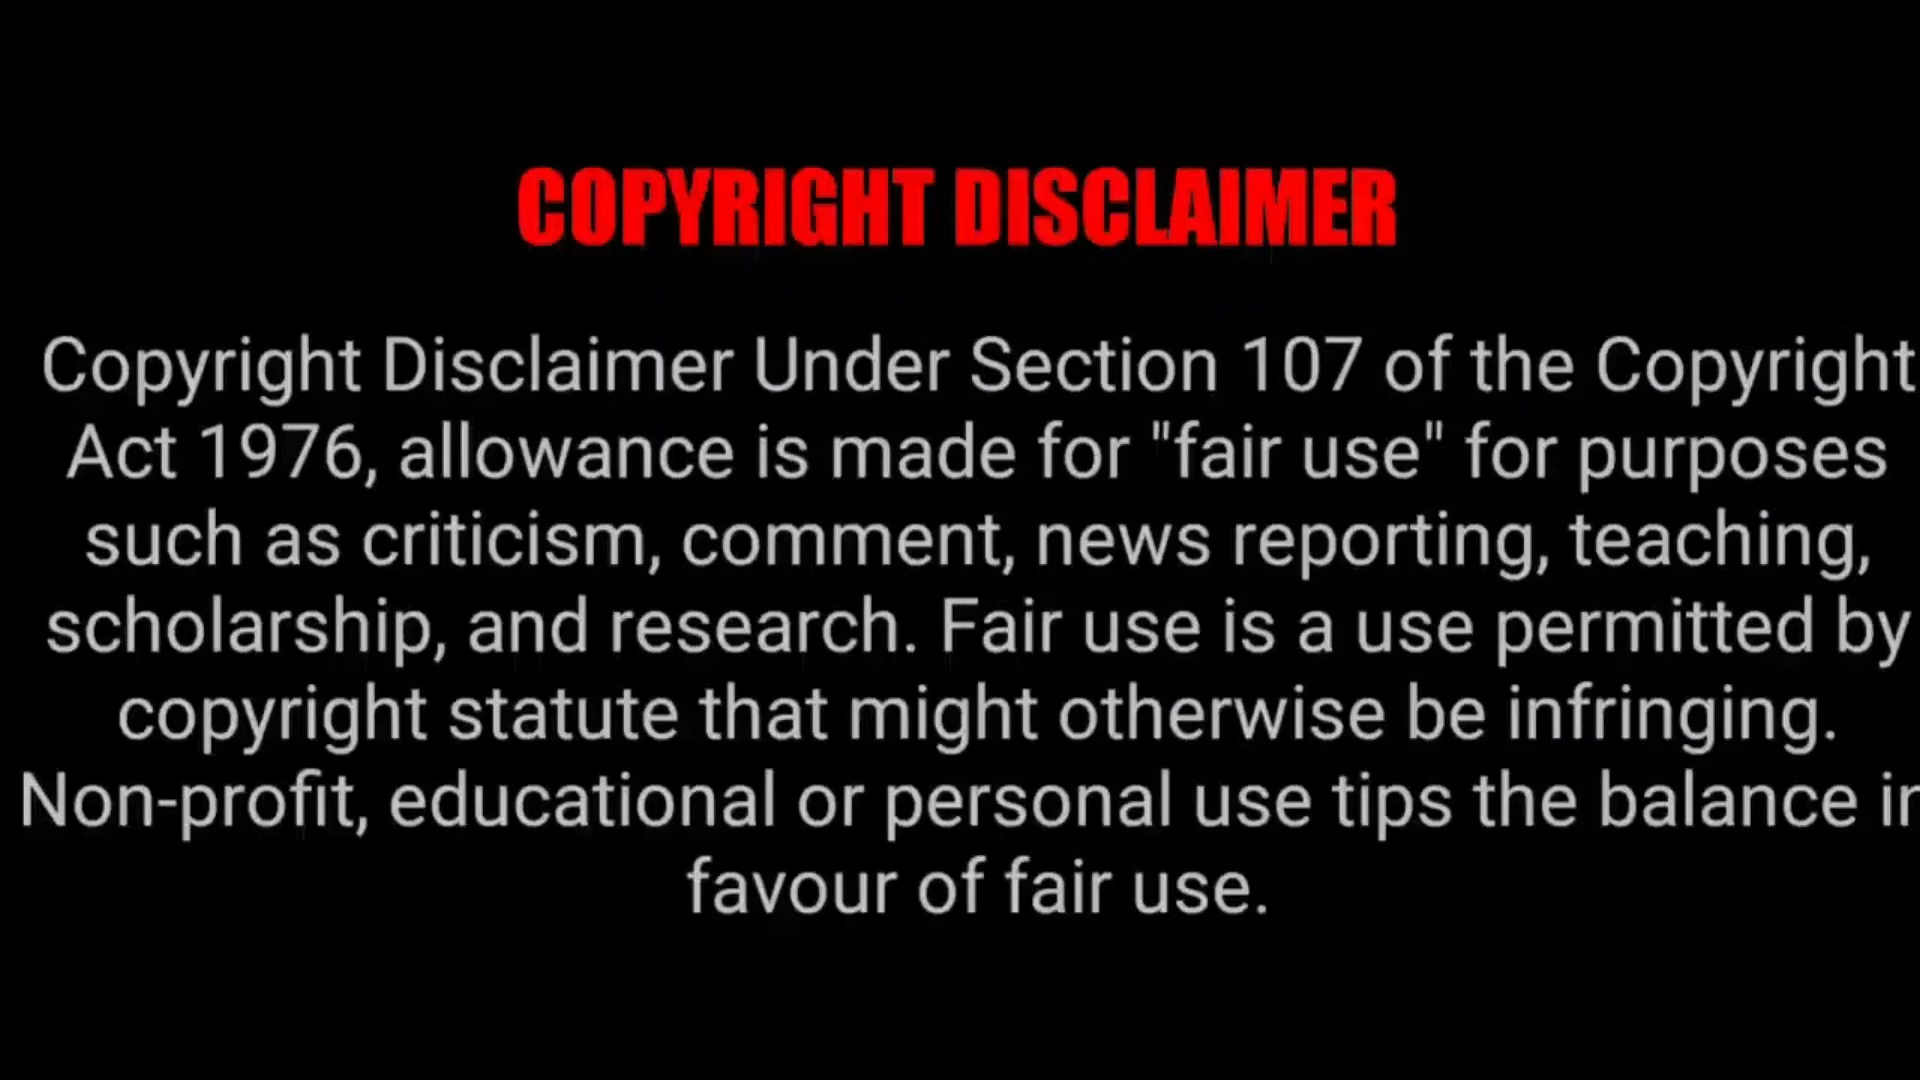 COPYRIGHT DISCLAIMER
Copyright Disclaimer Under Section 107 of the Copyright
Act 1976, allowance is made for "fair use" for purposes
such as criticism, comment, news reporting, teaching,
scholarship, and research. Fair use is a use permitted by
copyright statute that might otherwise be infringing.
Non-profit, educational or personal use tips the balance in
favour of fair use.